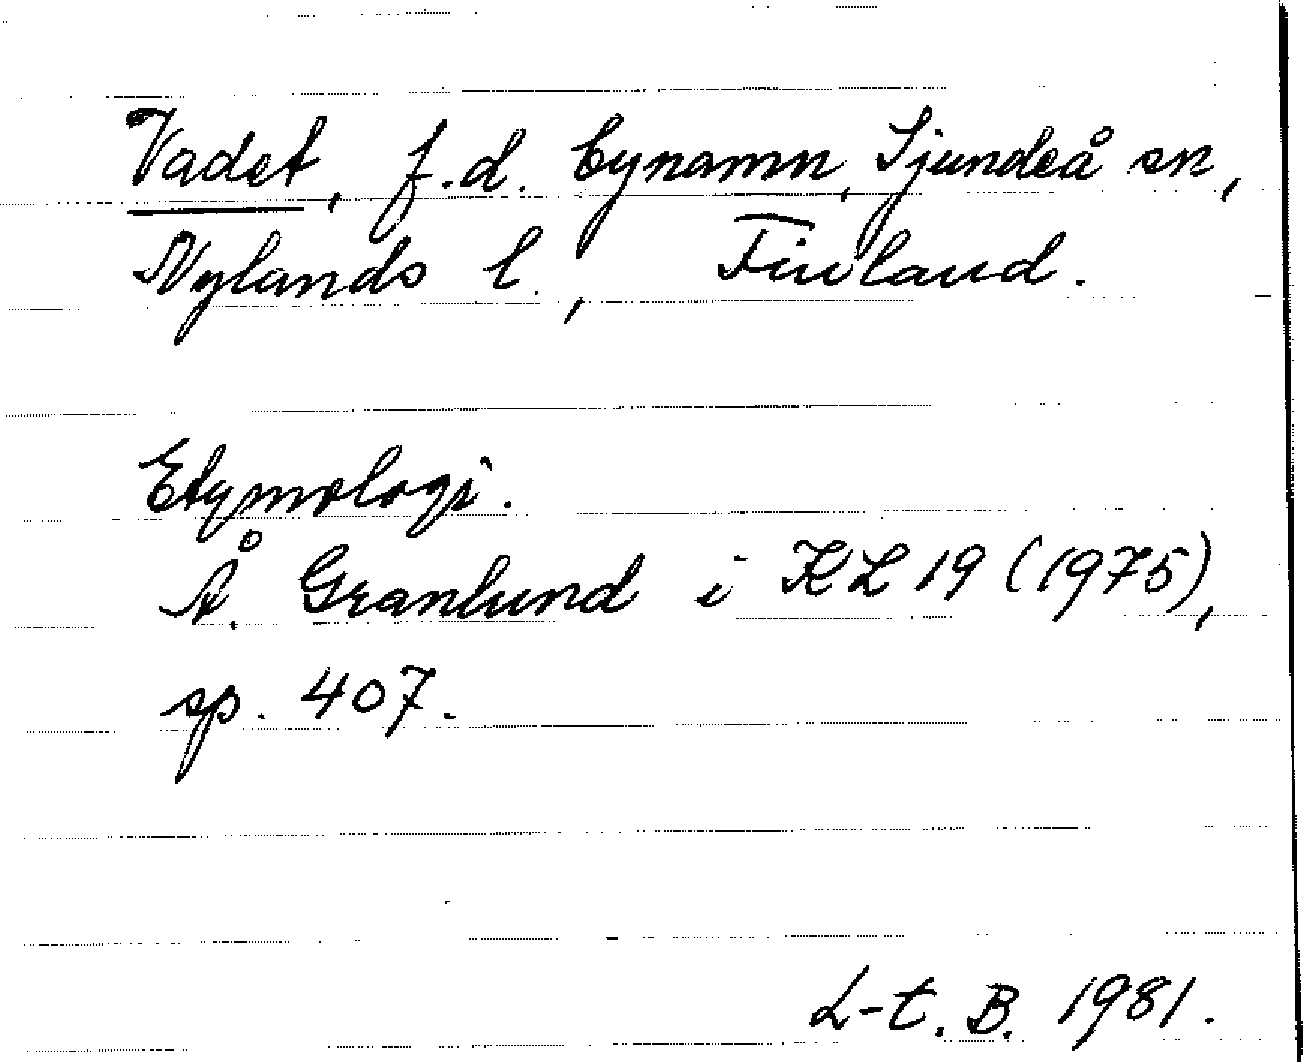 Vadet, f.d. bynamn, Sjundeå sn,
Nylands l., Finland.
Etymologi.
Å. Granlund i KL 19 (1975),
sp. 407.
L-t. B. 1981.